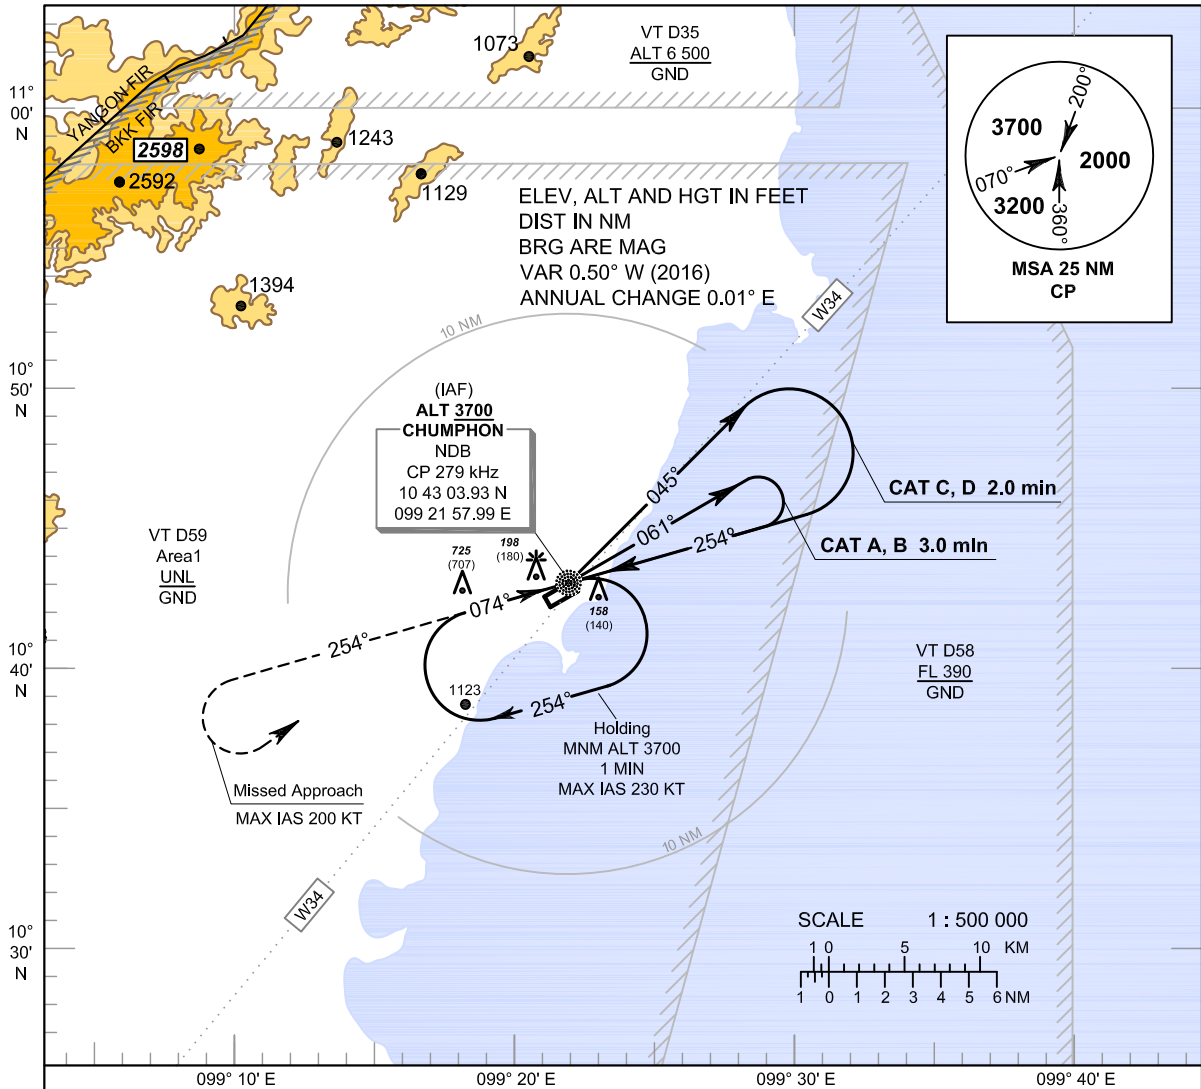 1073
VT D35
ALT 6 500
GND
11°
00'
N
YANGON FIR
BKK FIR
2598
2592
1243
1129
1394
ELEV, ALT AND HGT IN FEET
DIST IN NM
BRG ARE MAG
VAR 0.50° W (2016)
ANNUAL CHANGE 0.01° E
200°
3700
2000
070°
3200
360°
MSA 25 NM
CP
W34
10 NM
10°
50'
N
(IAF)
ALT 3700
CHUMPHON
NDB
CP 279 kHz
10 43 03.93 N
099 21 57.99 E
045°
061°
254°
CAT C, D 2.0 min
CAT A, B 3.0 mIn
VT D59
Area1
UNL
GND
725
(707)
198
(180)
158
(140)
074°
254°
10°
40'
N
1123
254°
Holding
MNM ALT 3700
1 MIN
MAX IAS 230 KT
VT D58
FL 390
GND
Missed Approach
MAX IAS 200 KT
10 NM
W34
10°
30'
N
SCALE 1 : 500 000
1 0 5 10 KM
1 0 1 2 3 4 5 6 NM
099° 10' E
099° 20' E
099° 30' E
099° 40' E